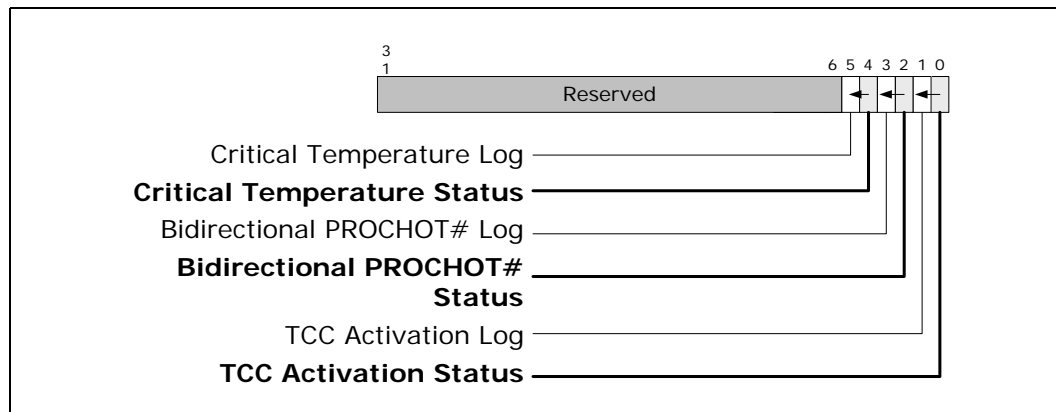 3
1
6 5 4 3 2 1 0
Reserved
Critical Temperature Log
Critical Temperature Status
Bidirectional PROCHOT# Log
Bidirectional PROCHOT#
Status
TCC Activation Log
TCC Activation Status